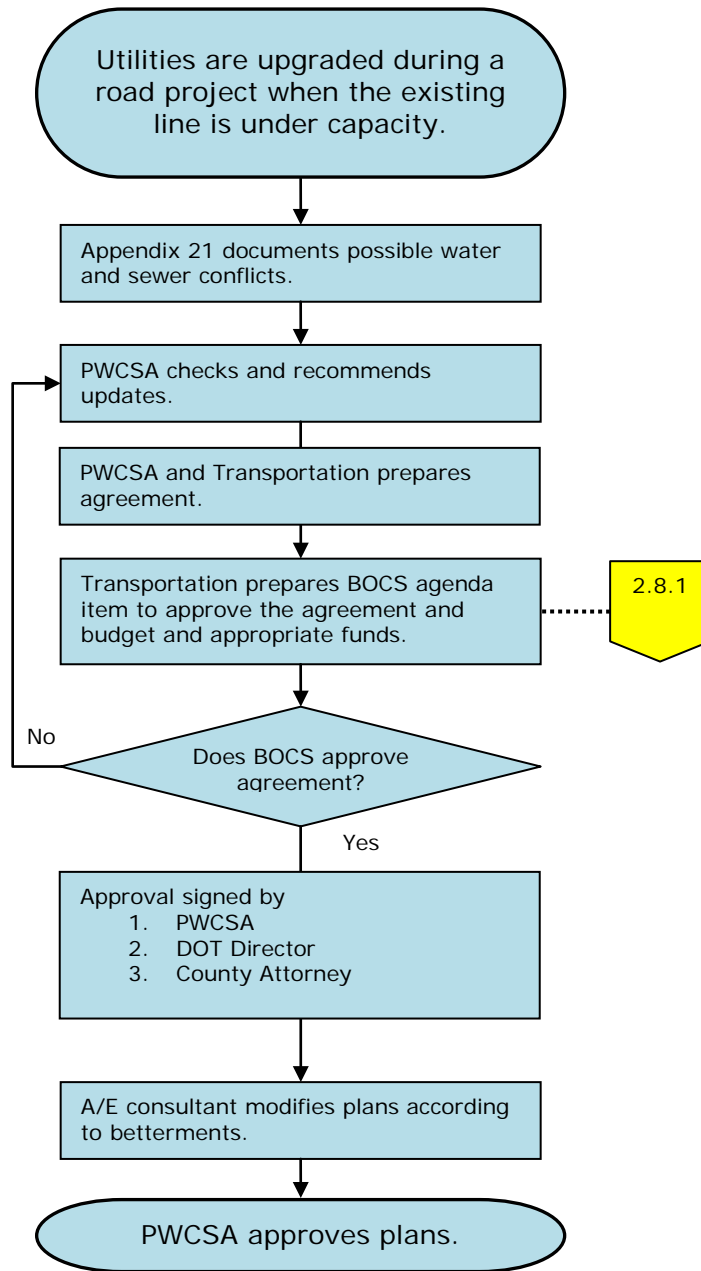 Utilities are upgraded during a
road project when the existing
line is under capacity.
Appendix 21 documents possible water
and sewer conflicts.
PWCSA checks and recommends
updates.
PWCSA and Transportation prepares
agreement.
Transportation prepares BOCS agenda
item to approve the agreement and
budget and appropriate funds.
2.8.1
No
Does BOCS approve
agreement?
Yes
Approval signed by
1. PWCSA
2. DOT Director
3. County Attorney
A/E consultant modifies plans according
to betterments.
PWCSA approves plans.